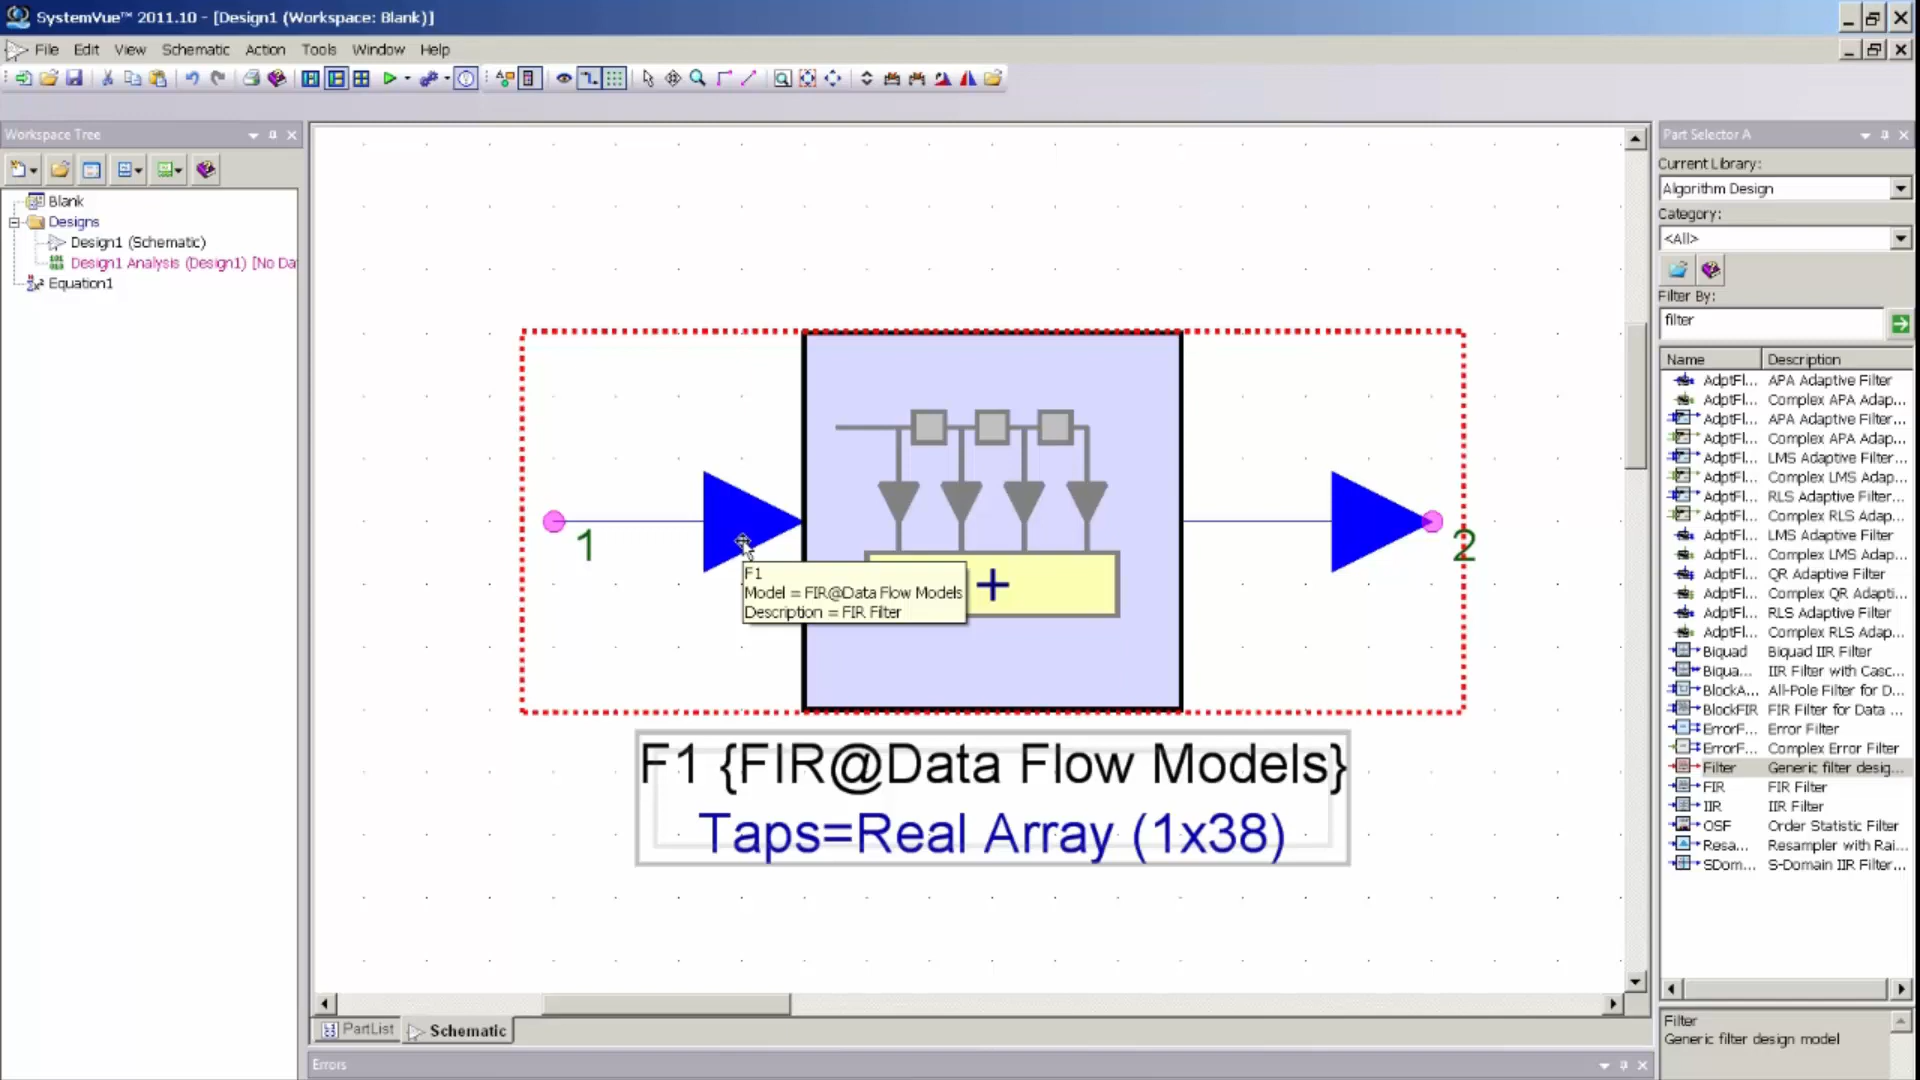 SystemVue™ 2011.10 - [Design1 (Workspace: Blank)]
File Edit View Schematic Action Tools Window Help
Workspace Tree
Blank
Designs
Design1 (Schematic)
Design1 Analysis (Design1) [No Da
Equation1
1
2
F1
Model = FIR@Data Flow Models
Description = FIR Filter
+
F1 {FIR@Data Flow Models}
Taps=Real Array (1x38)
PartList Schematic
Errors
Part Selector A
Current Library:
Algorithm Design
Category:
<All>
Filter By:
filter
Name Description
AdptFl... APA Adaptive Filter
AdptFl... Complex APA Adap...
AdptFl... APA Adaptive Filter...
AdptFl... Complex APA Adap...
AdptFl... LMS Adaptive Filter...
AdptFl... Complex LMS Adap...
AdptFl... RLS Adaptive Filter...
AdptFl... Complex RLS Adap...
AdptFl... LMS Adaptive Filter
AdptFl... Complex LMS Adap...
AdptFl... QR Adaptive Filter
AdptFl... Complex QR Adapti...
AdptFl... RLS Adaptive Filter
AdptFl... Complex RLS Adap...
Biquad Biquad IIR Filter
Biqua... IIR Filter with Casc...
BlockA... All-Pole Filter for D...
BlockFIR FIR Filter for Data ...
ErrorF... Error Filter
ErrorF... Complex Error Filter
Filter Generic filter desig...
FIR FIR Filter
IIR IIR Filter
OSF Order Statistic Filter
Resa... Resampler with Rai...
SDom... S-Domain IIR Filter...
Filter
Generic filter design model